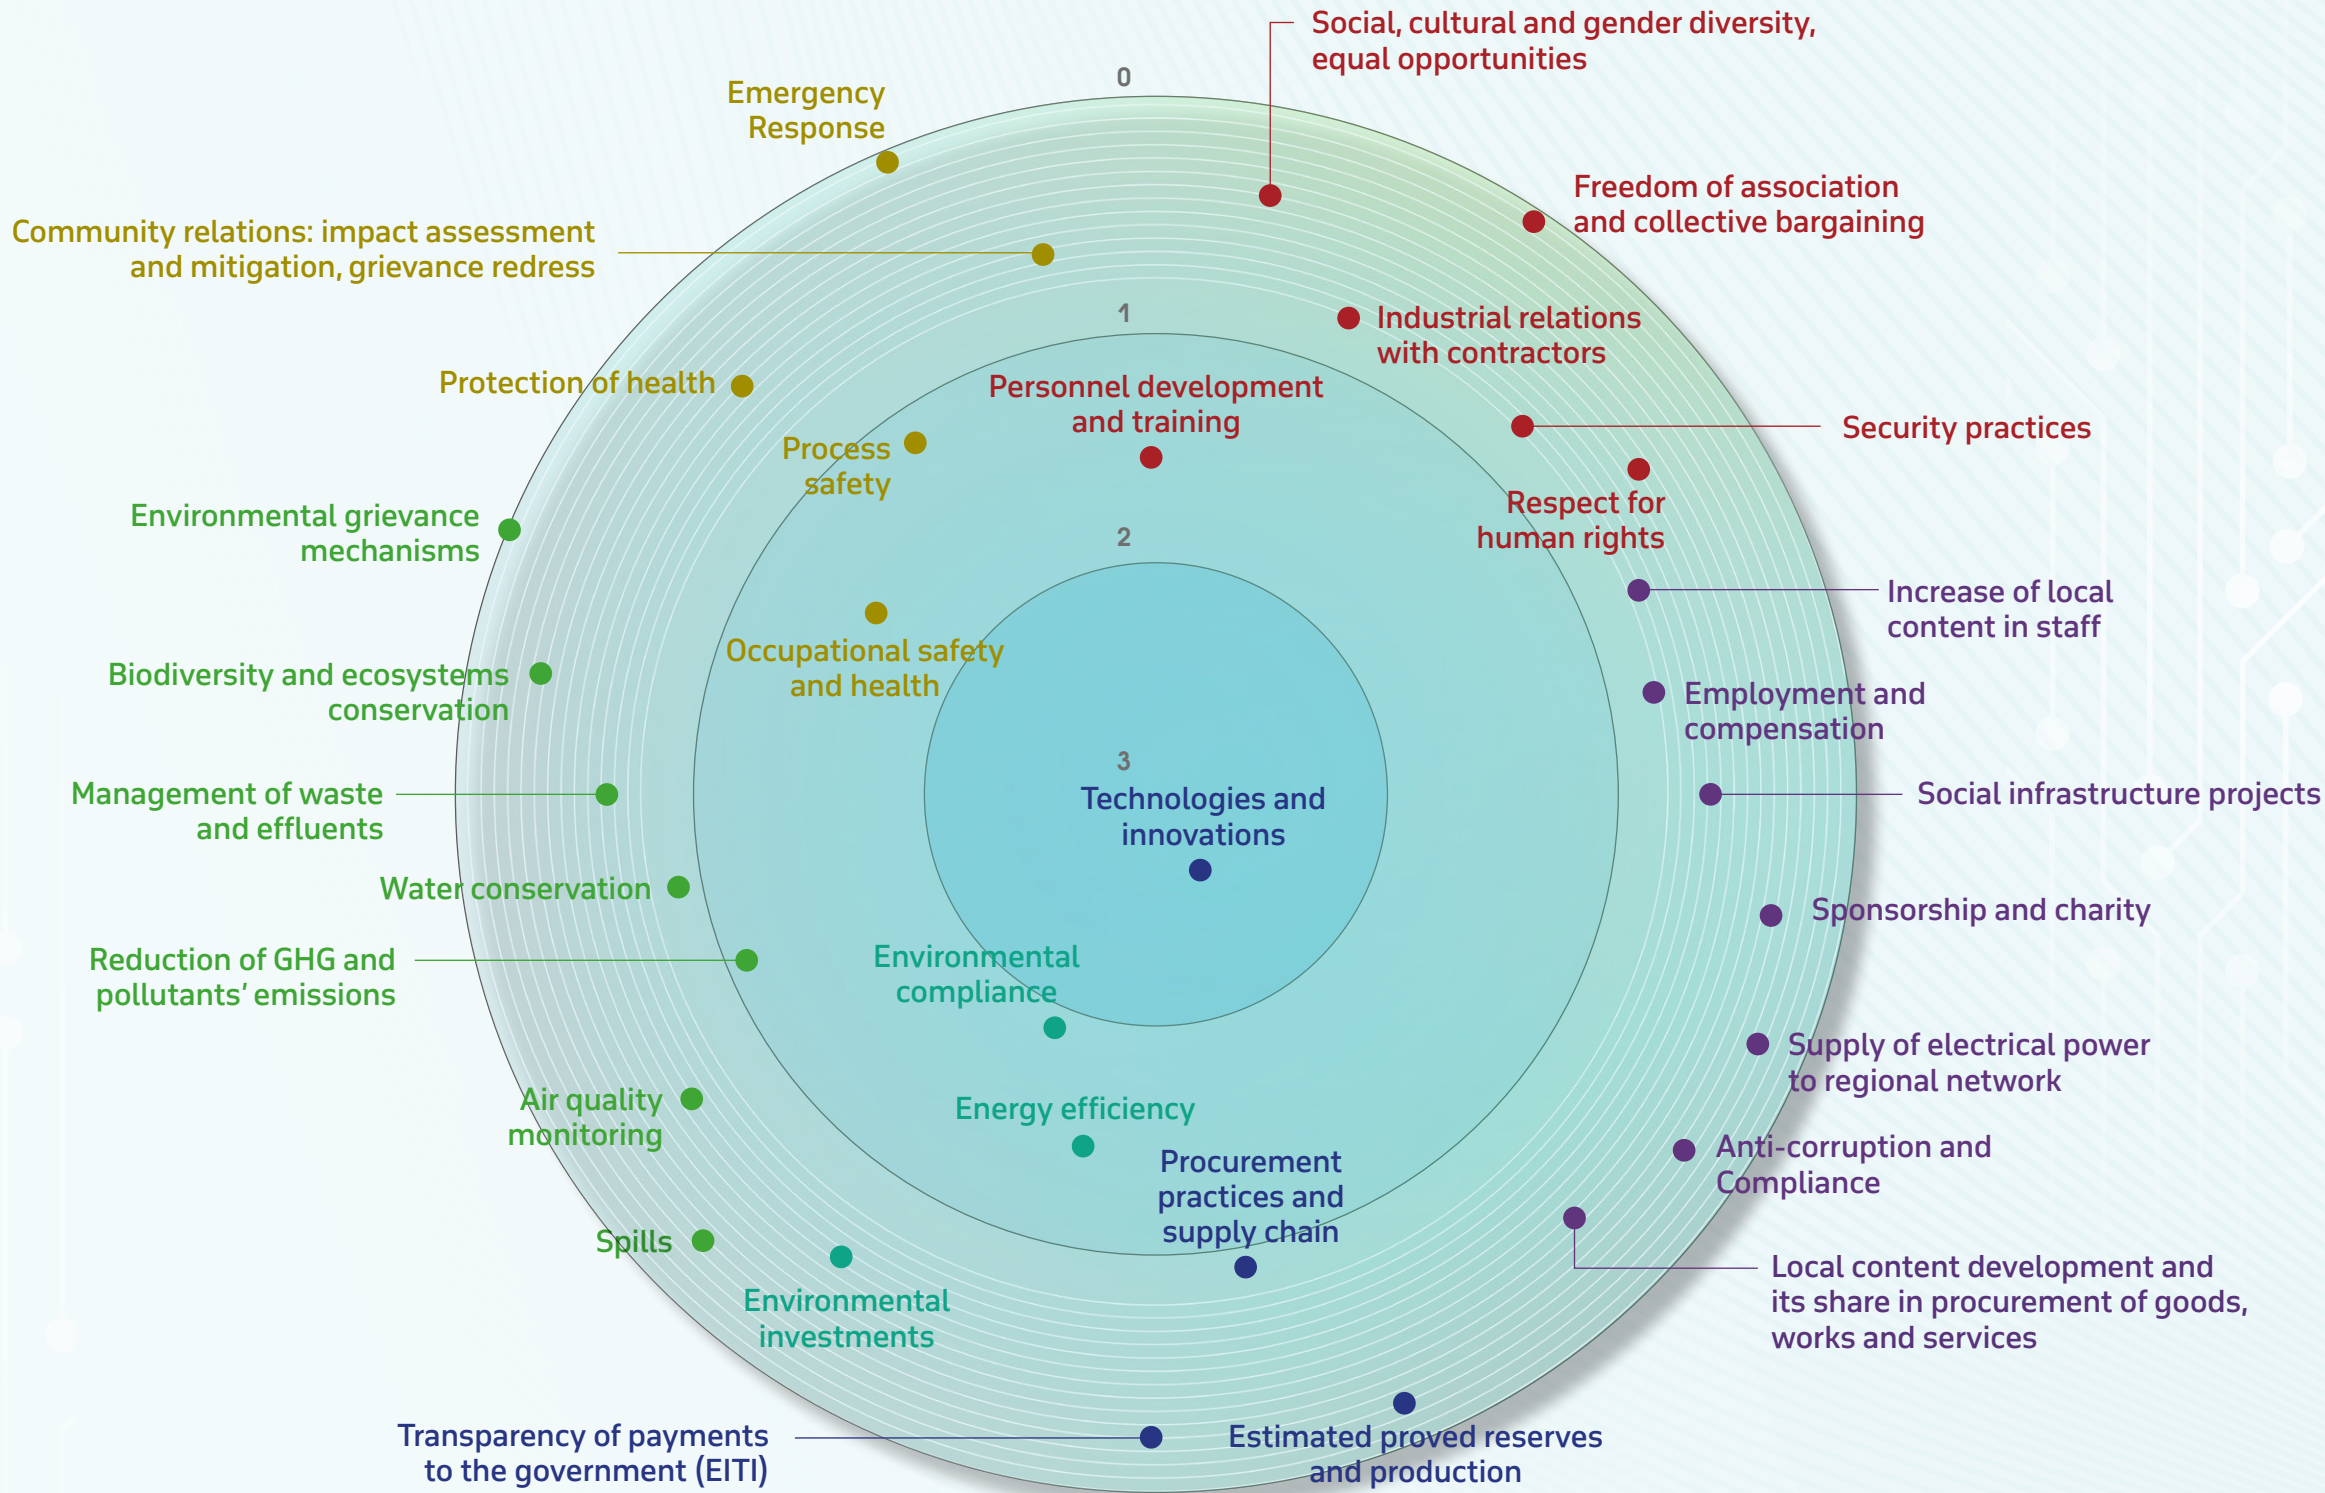 Social, cultural and gender diversity,
equal opportunities
0
Emergency
Response
Freedom of association
and collective bargaining
Community relations: impact assessment
and mitigation, grievance redress
1
Industrial relations
with contractors
Protection of health
Personnel development
and training
Security practices
Process
safety
Respect for
human rights
Environmental grievance
mechanisms
2
Increase of local
content in staff
Occupational safety
and health
Biodiversity and ecosystems
conservation
Employment and
compensation
3
Technologies and
innovations
Management of waste
and effluents
Social infrastructure projects
Water conservation
Sponsorship and charity
Reduction of GHG and
pollutants' emissions
Environmental
compliance
Supply of electrical power
to regional network
Air quality
monitoring
Energy efficiency
Procurement
practices and
supply chain
Anti-corruption and
Compliance
Spills
Environmental
investments
Local content development and
its share in procurement of goods,
works and services
Transparency of payments
to the government (EITI)
Estimated proved reserves
and production